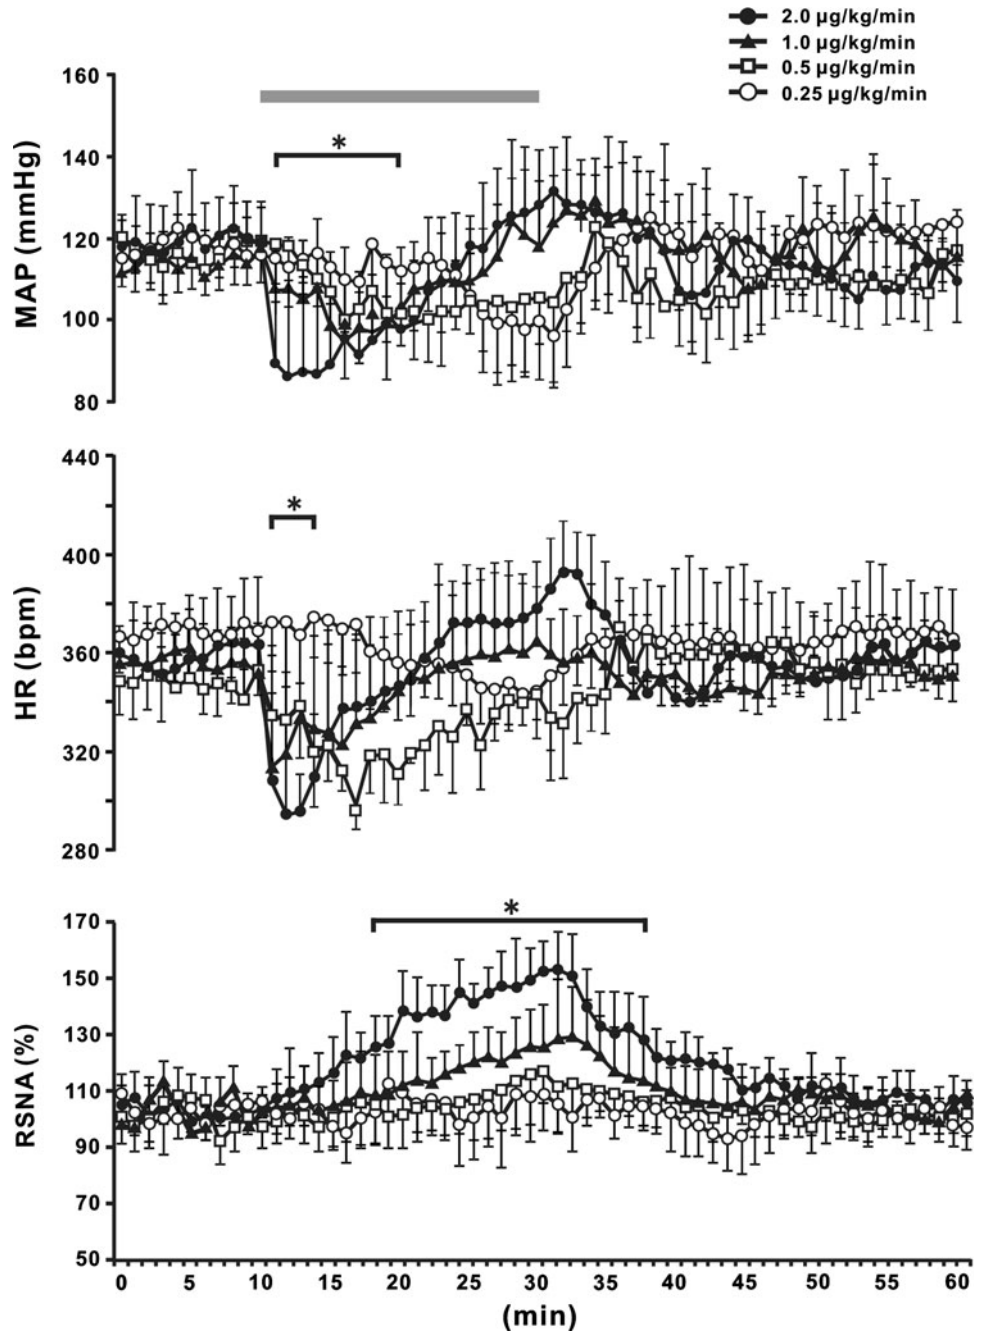 2.0 µg/kg/min
1.0 µg/kg/min
0.5 µg/kg/min
0.25 µg/kg/min
160
140
120
100
80
MAP (mmHg)
*
440
400
360
320
280
HR (bpm)
*
170
150
130
110
90
70
50
RSNA (%)
*
0 5 10 15 20 25 30 35 40 45 50 55 60
(min)